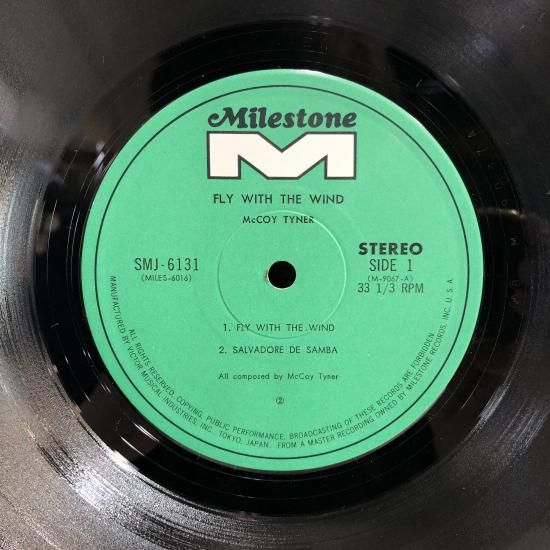 Milestone
M
FLY WITH THE WIND
McCOY TYNER
SMJ-6131
(MILES-6016)
STEREO
SIDE 1
(M-9067-A)
33 1/3 RPM
1. FLY WITH THE WIND
2. SALVADORE DE SAMBA
All composed by McCoy Tyner
②
ALL RIGHTS RESERVED. COPYING, PUBLIC PERFORMANCE, BROADCASTING OF THESE RECORDS ARE FORBIDDEN.
MANUFACTURED BY VICTOR MUSICAL INDUSTRIES, INC. TOKYO, JAPAN. FROM A MASTER RECORDING OWNED BY MILESTONE RECORDS, INC. U.S.A.